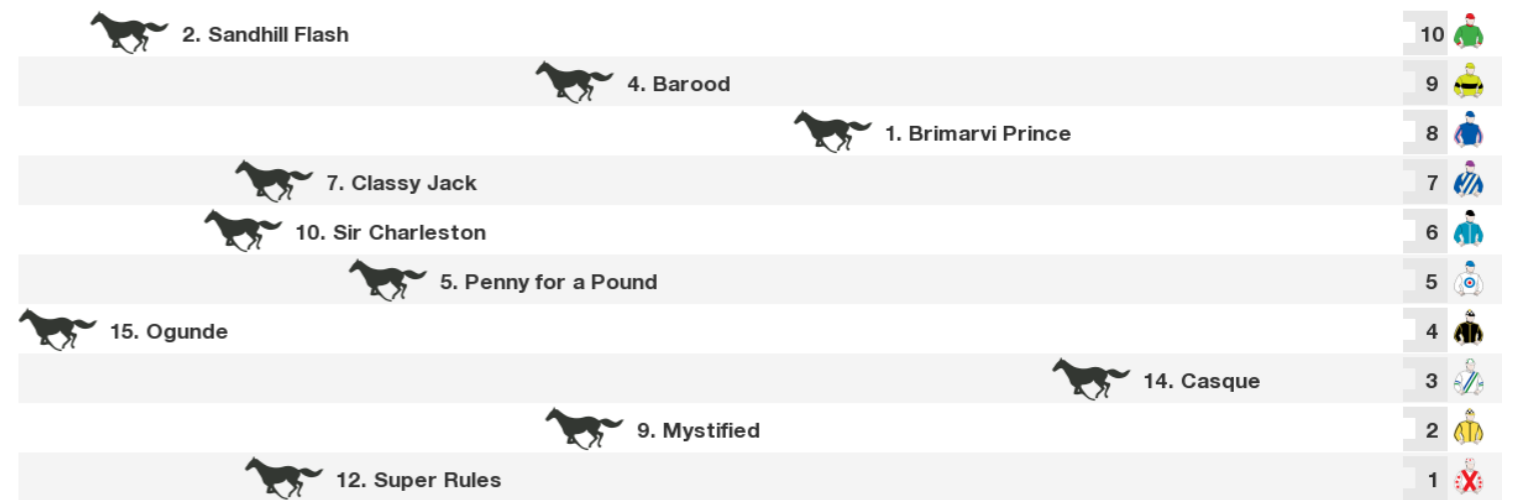 2. Sandhill Flash 10
4. Barood 9
1. Brimarvi Prince 8
7. Classy Jack 7
10. Sir Charleston 6
5. Penny for a Pound 5
15. Ogunde 4
14. Casque 3
9. Mystified 2
12. Super Rules 1